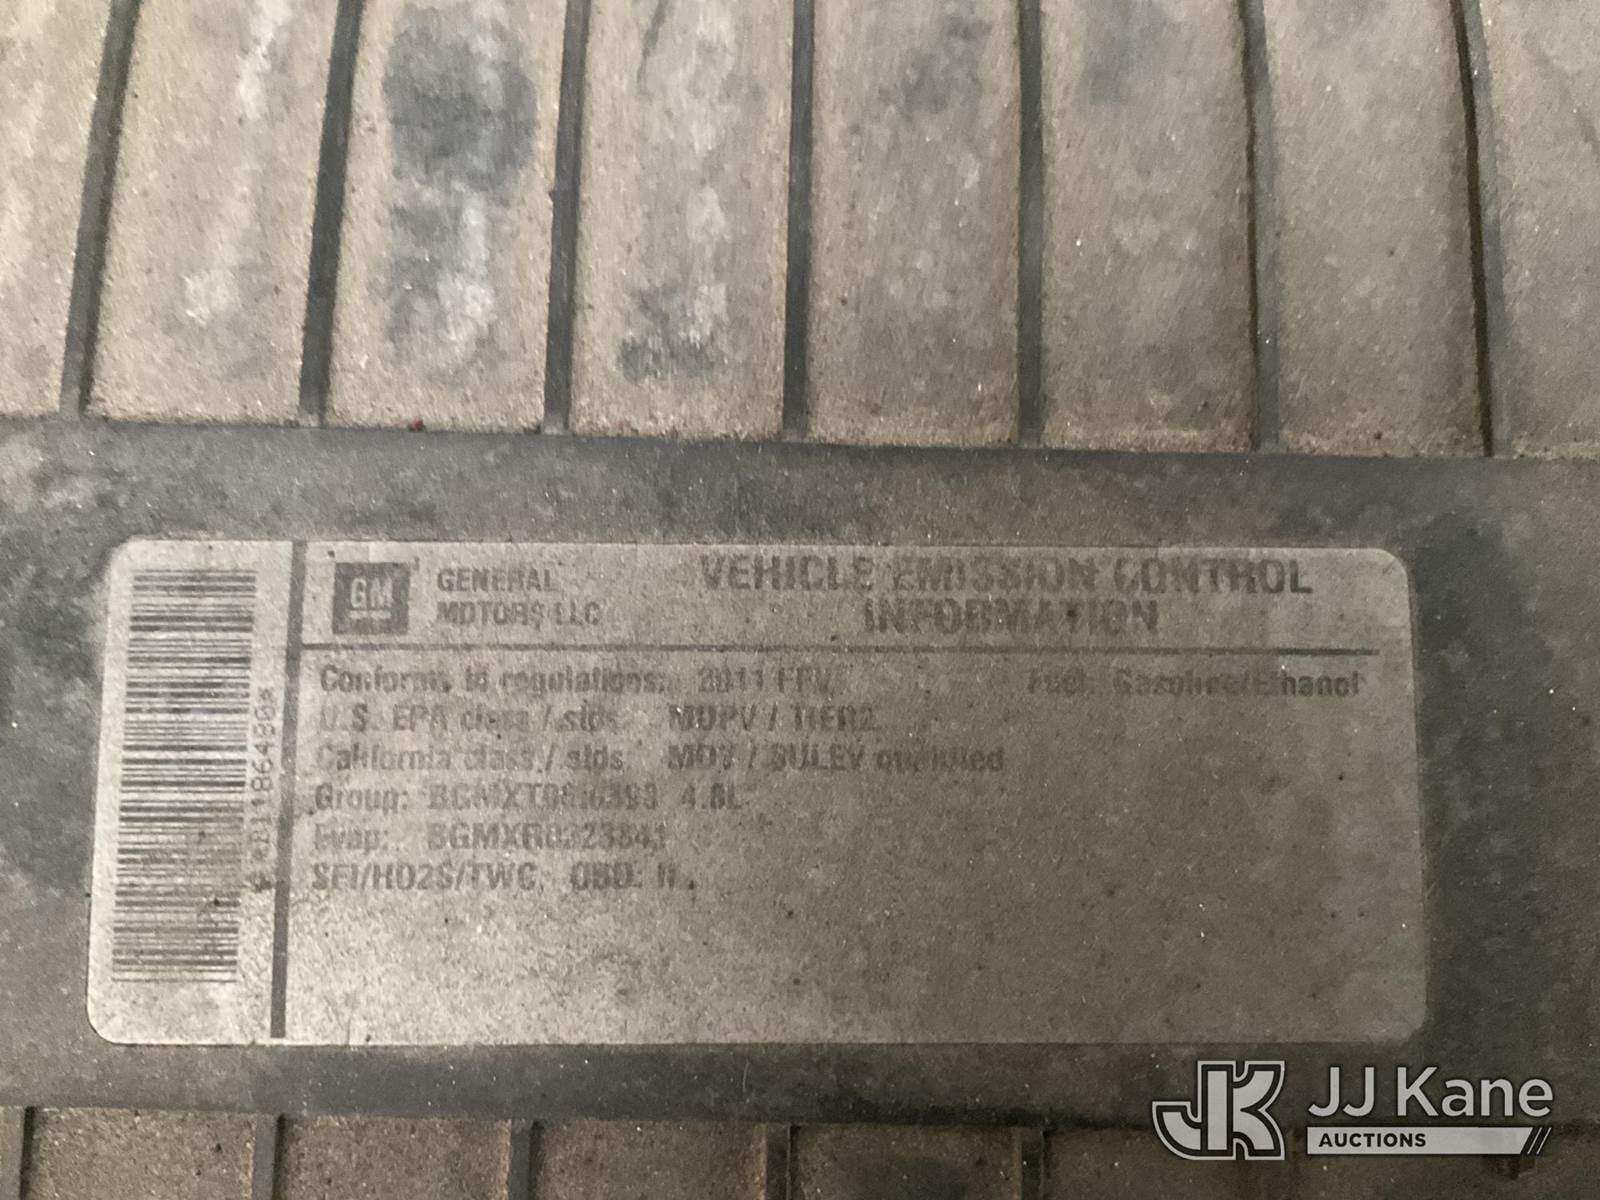 GM
GENERAL
MOTORS LLC
VEHICLE EMISSION CONTROL
INFORMATION
Conforms to regulations: 2011 FFV Fuel: Gasoline/Ethanol
U.S. EPA class / stds: MDPV / TIER2
California class / stds: MDV / SULEV qualified
Group: 4.8L
Evap:
SFI/HO2S/TWC, OBD: II
JK JJ Kane
AUCTIONS